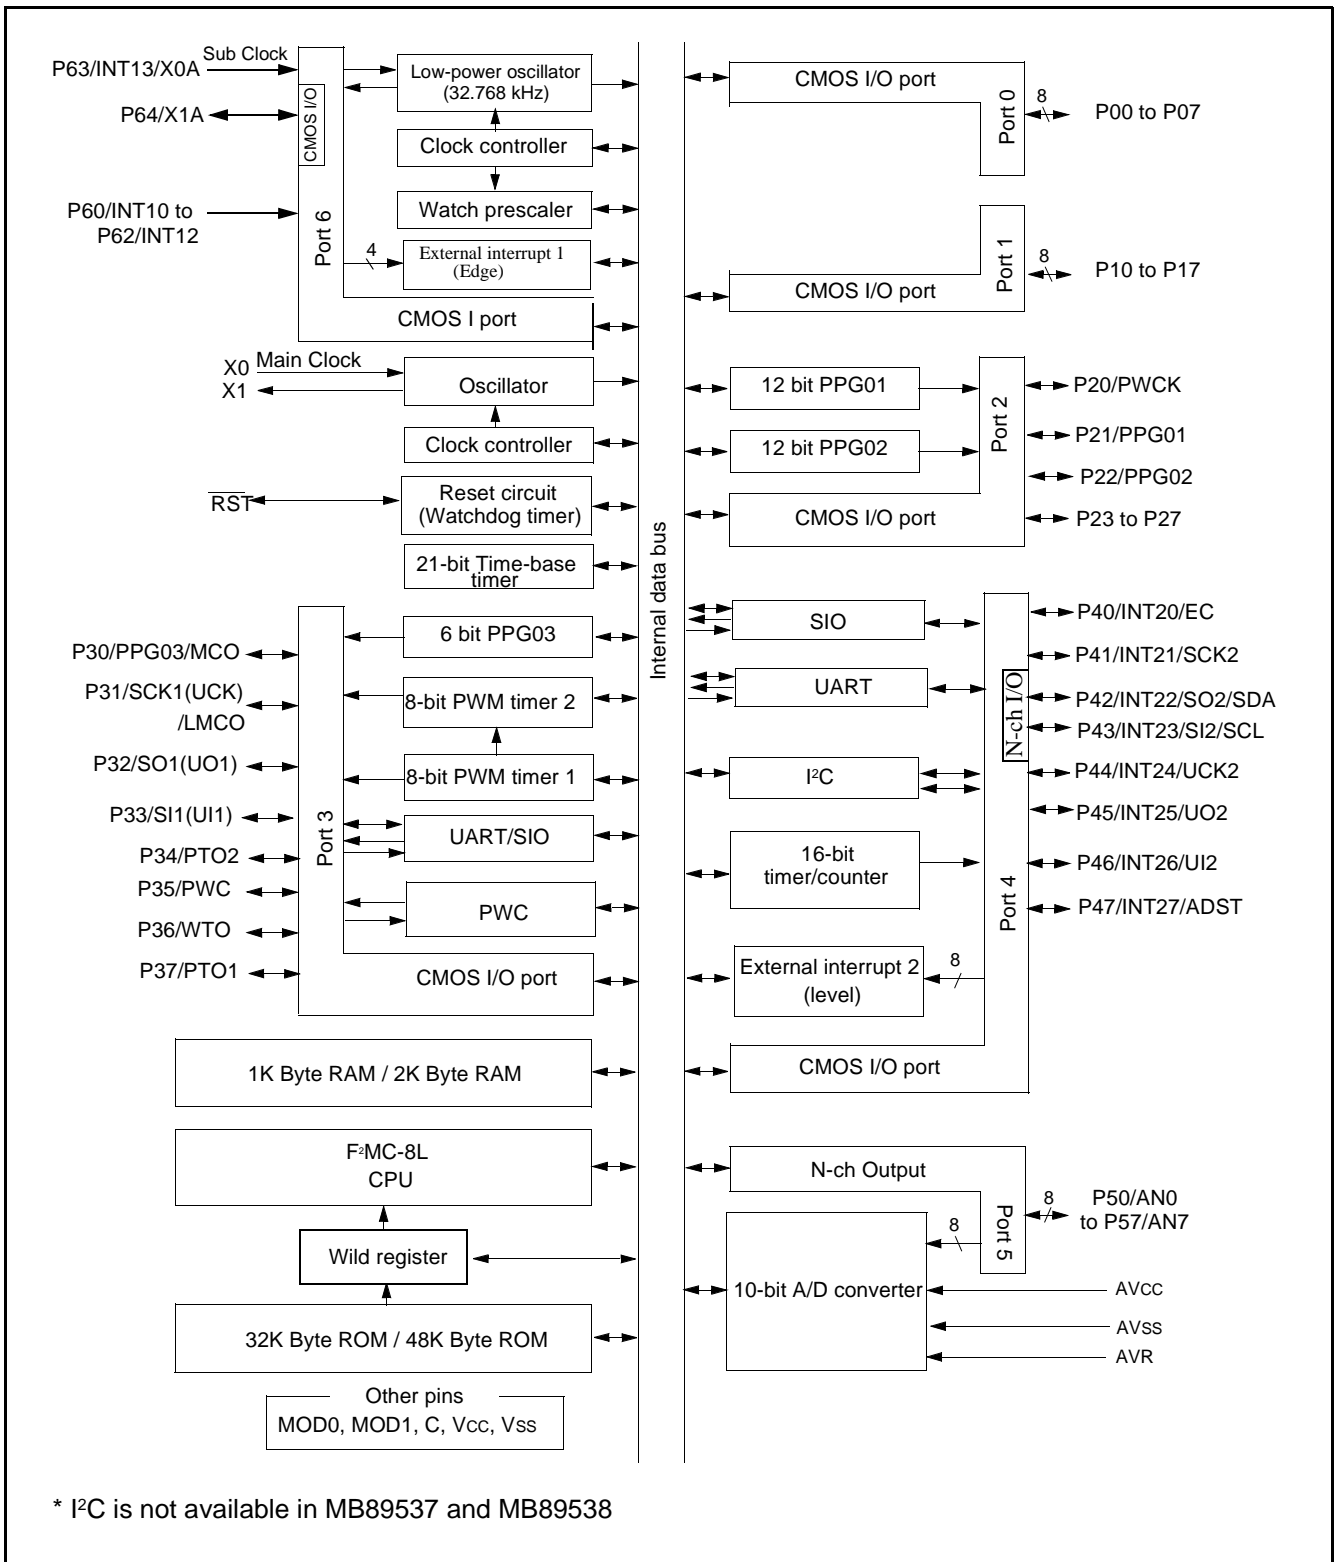 Sub Clock
P63/INT13/X0A
P64/X1A
CMOS I/O
P60/INT10 to
P62/INT12
Port 6
Low-power oscillator
(32.768 kHz)
Clock controller
Watch prescaler
4
External interrupt 1
(Edge)
CMOS I port
X0
Main Clock
X1
Oscillator
Clock controller
RST
Reset circuit
(Watchdog timer)
21-bit Time-base
timer
P30/PPG03/MCO
P31/SCK1(UCK)
/LMCO
P32/SO1(UO1)
P33/SI1(UI1)
P34/PTO2
P35/PWC
P36/WTO
P37/PTO1
Port 3
6 bit PPG03
8-bit PWM timer 2
8-bit PWM timer 1
UART/SIO
PWC
CMOS I/O port
1K Byte RAM / 2K Byte RAM
F²MC-8L
CPU
Wild register
32K Byte ROM / 48K Byte ROM
Other pins
MOD0, MOD1, C, Vcc, Vss
Internal data bus
CMOS I/O port
Port 0
8
P00 to P07
CMOS I/O port
Port 1
8
P10 to P17
12 bit PPG01
12 bit PPG02
CMOS I/O port
Port 2
P20/PWCK
P21/PPG01
P22/PPG02
P23 to P27
SIO
UART
I²C
16-bit
timer/counter
External interrupt 2
(level)
8
CMOS I/O port
N-ch I/O
Port 4
P40/INT20/EC
P41/INT21/SCK2
P42/INT22/SO2/SDA
P43/INT23/SI2/SCL
P44/INT24/UCK2
P45/INT25/UO2
P46/INT26/UI2
P47/INT27/ADST
N-ch Output
Port 5
8
P50/AN0
to P57/AN7
8
10-bit A/D converter
AVCC
AVSS
AVR
* I²C is not available in MB89537 and MB89538